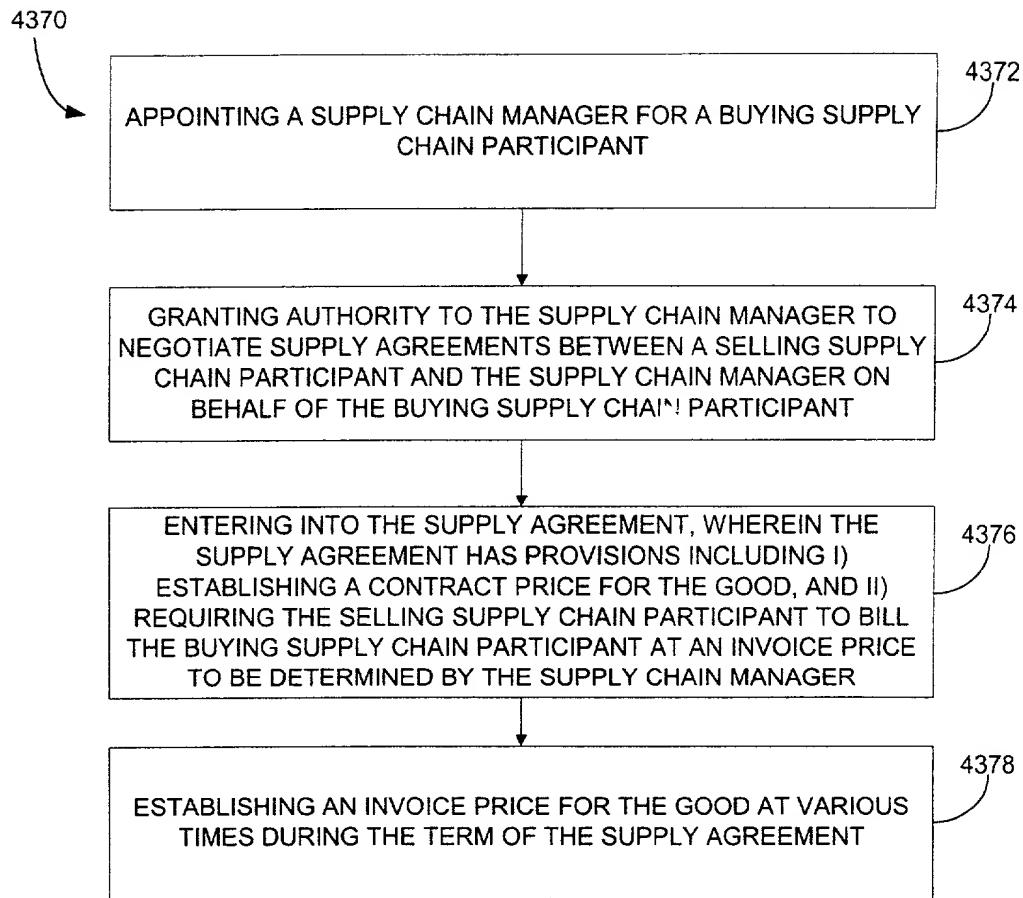 4370
4372
APPOINTING A SUPPLY CHAIN MANAGER FOR A BUYING SUPPLY
CHAIN PARTICIPANT
4374
GRANTING AUTHORITY TO THE SUPPLY CHAIN MANAGER TO
NEGOTIATE SUPPLY AGREEMENTS BETWEEN A SELLING SUPPLY
CHAIN PARTICIPANT AND THE SUPPLY CHAIN MANAGER ON
BEHALF OF THE BUYING SUPPLY CHAIN PARTICIPANT
4376
ENTERING INTO THE SUPPLY AGREEMENT, WHEREIN THE
SUPPLY AGREEMENT HAS PROVISIONS INCLUDING I)
ESTABLISHING A CONTRACT PRICE FOR THE GOOD, AND II)
REQUIRING THE SELLING SUPPLY CHAIN PARTICIPANT TO BILL
THE BUYING SUPPLY CHAIN PARTICIPANT AT AN INVOICE PRICE
TO BE DETERMINED BY THE SUPPLY CHAIN MANAGER
4378
ESTABLISHING AN INVOICE PRICE FOR THE GOOD AT VARIOUS
TIMES DURING THE TERM OF THE SUPPLY AGREEMENT